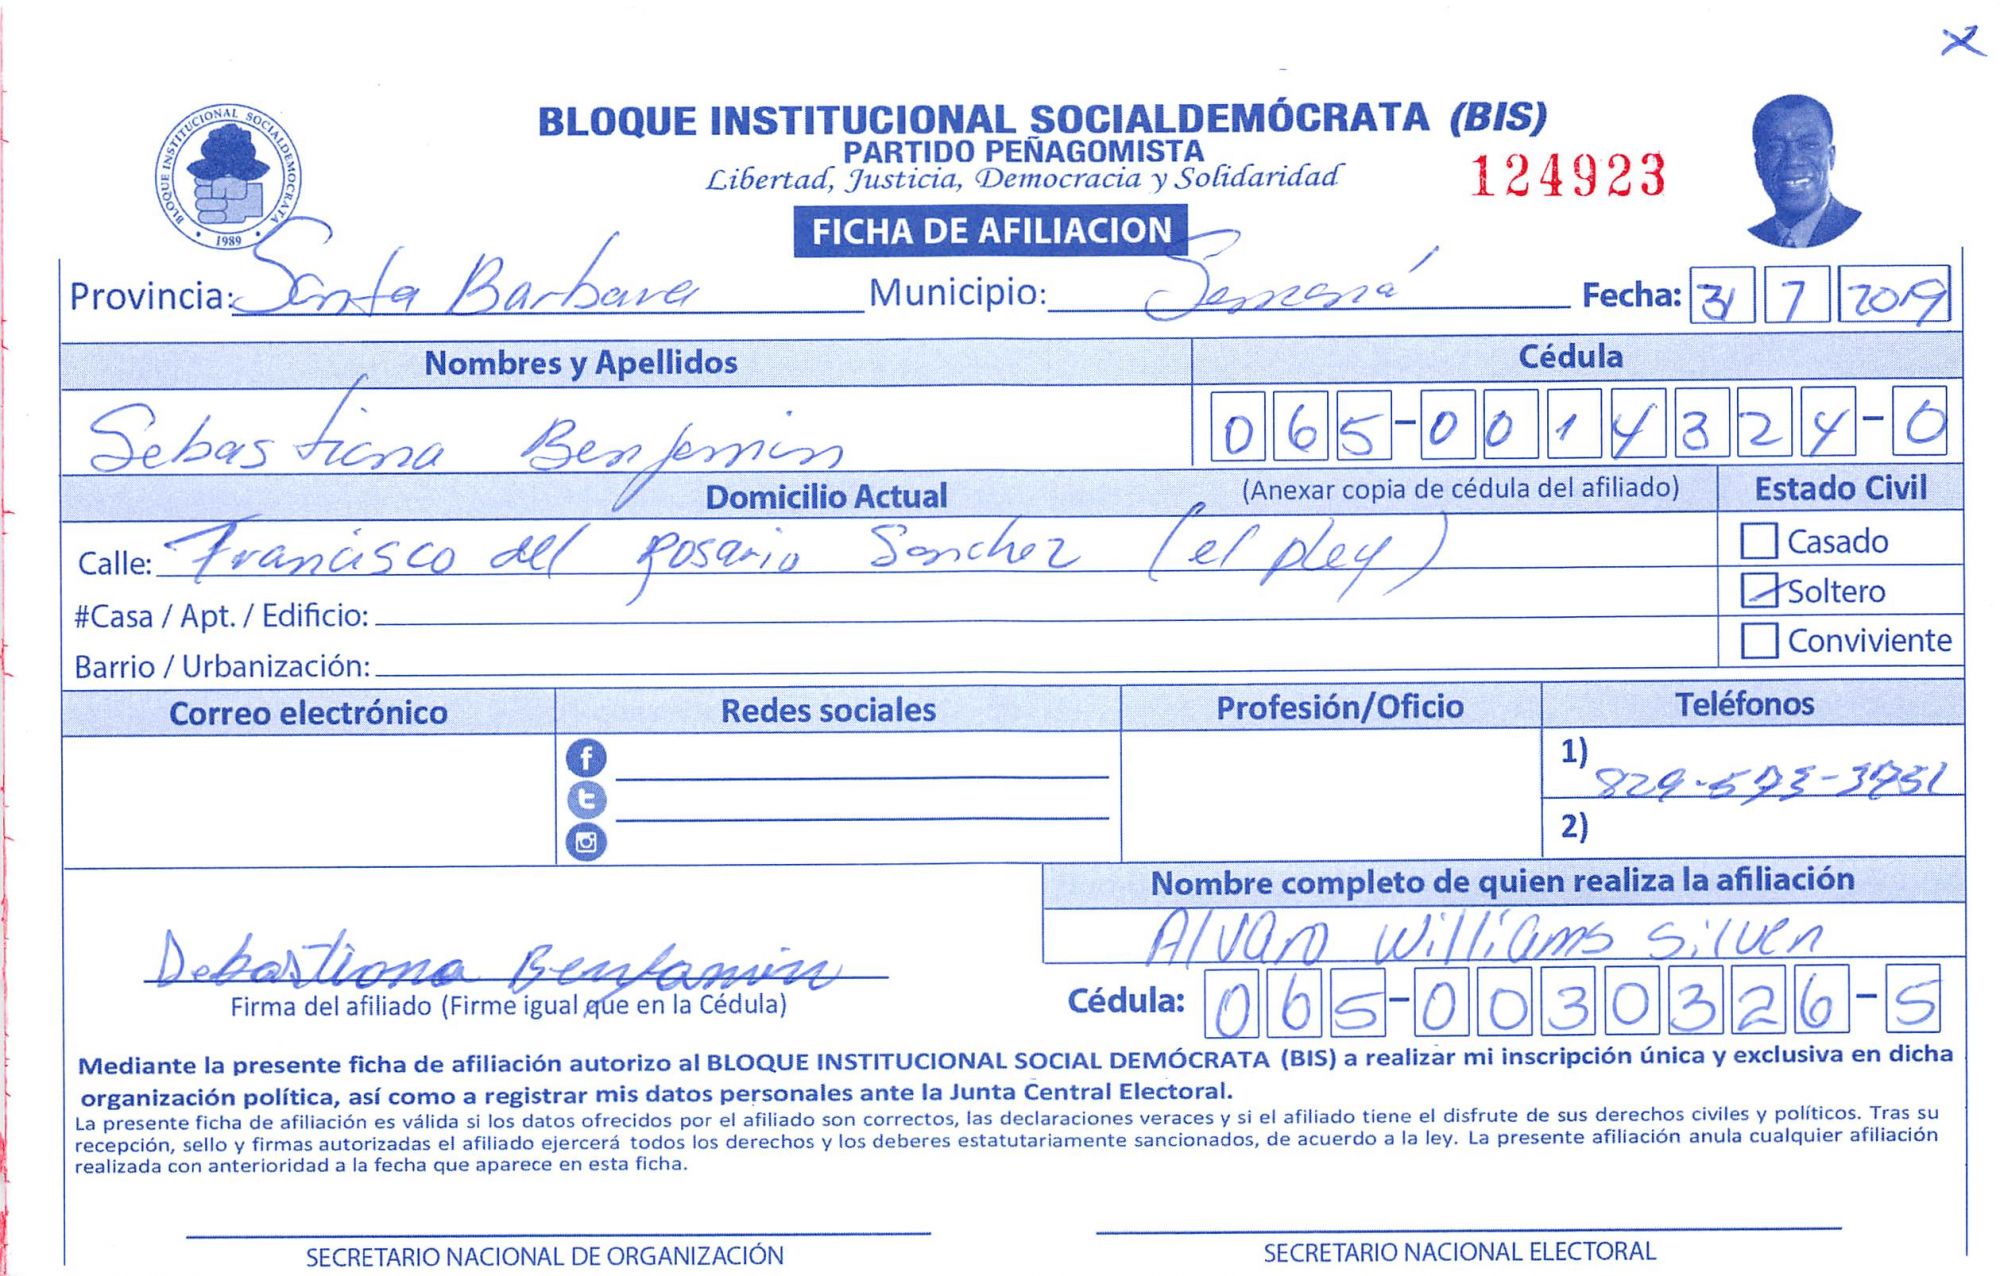 BLOQUE INSTITUCIONAL SOCIALDEMOCRATA
1989
BLOQUE INSTITUCIONAL SOCIALDEMÓCRATA (BIS)
PARTIDO PEÑAGOMISTA
Libertad, Justicia, Democracia y Solidaridad
124923
FICHA DE AFILIACION
Provincia: Santa Barbara Municipio: Samaná Fecha: 31 7 2019
Nombres y Apellidos Cédula
Sebastiana Benjamin 065-0014324-0
Domicilio Actual (Anexar copia de cédula del afiliado) Estado Civil
Calle: Francisco del Rosario Sanchez (el pley) Casado
#Casa / Apt. / Edificio: Soltero
Barrio / Urbanización: Conviviente
Correo electrónico Redes sociales Profesión/Oficio Teléfonos
1) 829-
2)
Nombre completo de quien realiza la afiliación
Alvaro Williams Silven
Sebastiana Benjamin
Firma del afiliado (Firme igual que en la Cédula) Cédula: 065-0030326-5
Mediante la presente ficha de afiliación autorizo al BLOQUE INSTITUCIONAL SOCIAL DEMÓCRATA (BIS) a realizar mi inscripción única y exclusiva en dicha
organización política, así como a registrar mis datos personales ante la Junta Central Electoral.
La presente ficha de afiliación es válida si los datos ofrecidos por el afiliado son correctos, las declaraciones veraces y si el afiliado tiene el disfrute de sus derechos civiles y políticos. Tras su
recepción, sello y firmas autorizadas el afiliado ejercerá todos los derechos y los deberes estatutariamente sancionados, de acuerdo a la ley. La presente afiliación anula cualquier afiliación
realizada con anterioridad a la fecha que aparece en esta ficha.
SECRETARIO NACIONAL DE ORGANIZACIÓN SECRETARIO NACIONAL ELECTORAL